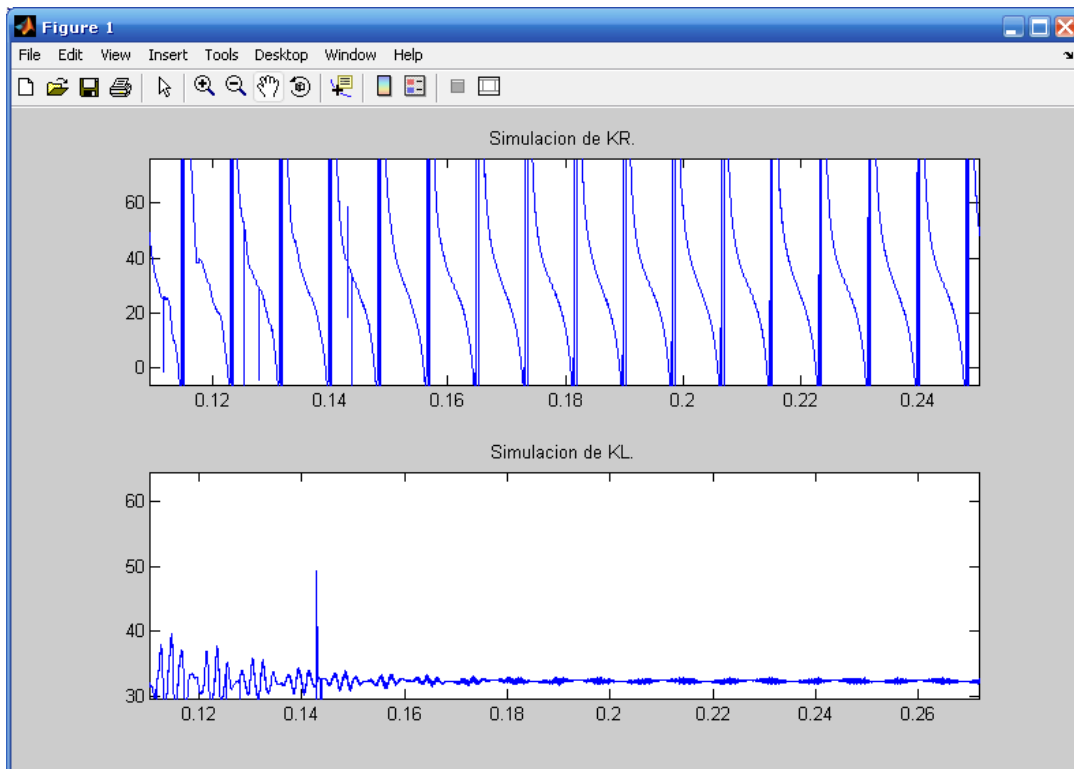 Figure 1
File Edit View Insert Tools Desktop Window Help
Simulacion de KR.
60
40
20
0
0.12 0.14 0.16 0.18 0.2 0.22 0.24
Simulacion de KL.
60
50
40
30
0.12 0.14 0.16 0.18 0.2 0.22 0.24 0.26